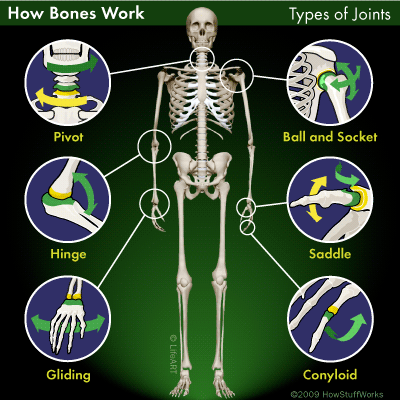 How Bones Work
Types of Joints
Pivot
Ball and Socket
Hinge
Saddle
Gliding
Conyloid
© LifeART
©2009 HowStuffWorks